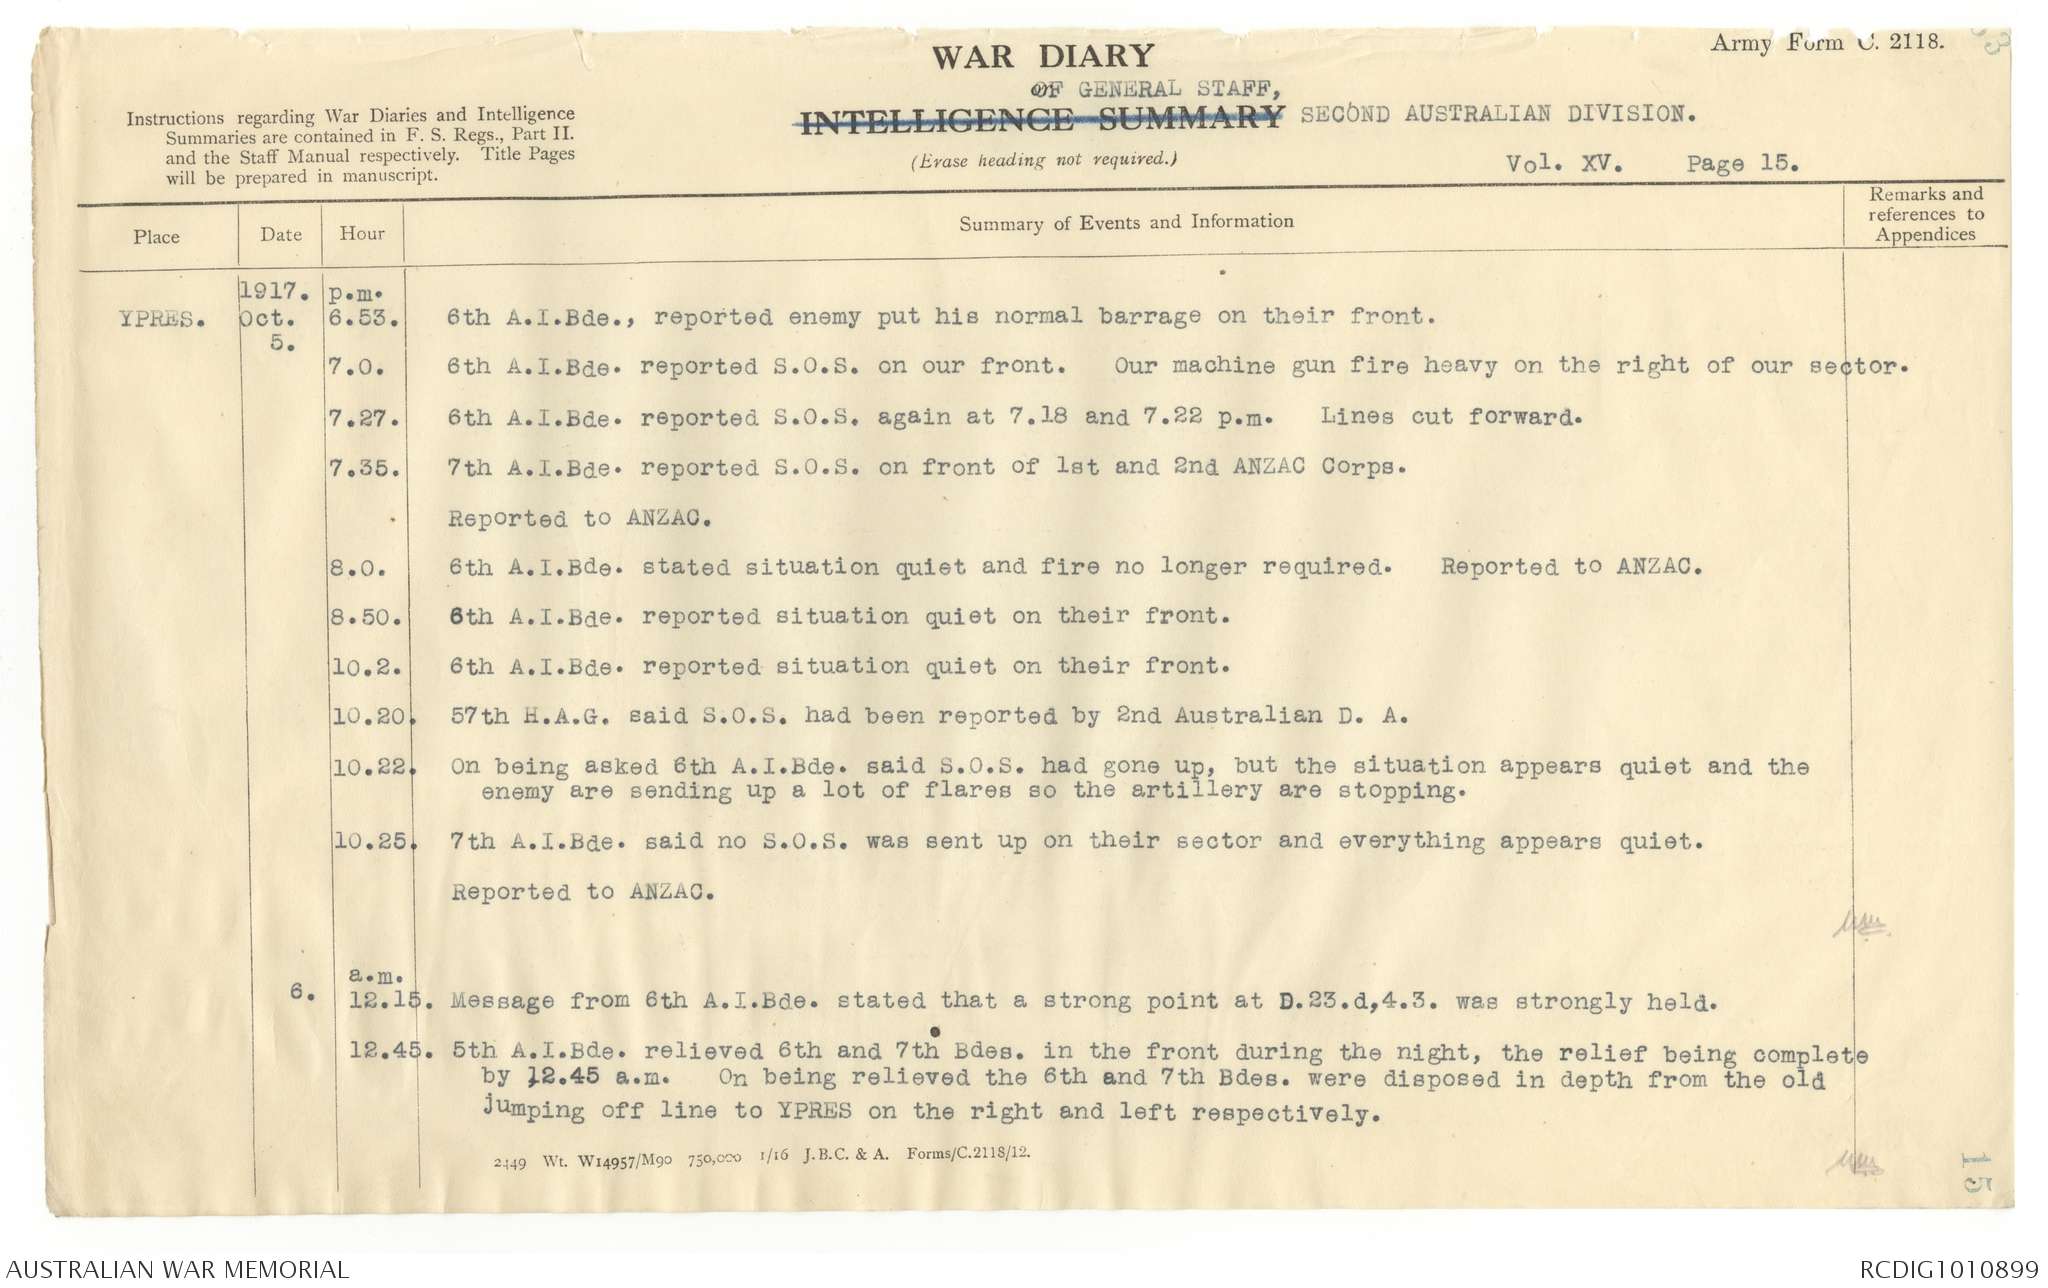 Army Form C. 2118.
WAR DIARY
OF GENERAL STAFF,
INTELLIGENCE SUMMARY SECOND AUSTRALIAN DIVISION.
(Erase heading not required.)
Vol. XV. Page 15.
Instructions regarding War Diaries and Intelligence
Summaries are contained in F. S. Regs., Part II.
and the Staff Manual respectively. Title Pages
will be prepared in manuscript.
Place Date Hour Summary of Events and Information Remarks and
references to
Appendices
1917. p.m.
YPRES. Oct. 6.53. 6th A.I.Bde., reported enemy put his normal barrage on their front.
5.
7.0. 6th A.I.Bde. reported S.O.S. on our front. Our machine gun fire heavy on the right of our sector.
7.27. 6th A.I.Bde. reported S.O.S. again at 7.18 and 7.22 p.m. Lines cut forward.
7.35. 7th A.I.Bde. reported S.O.S. on front of 1st and 2nd ANZAC Corps.
Reported to ANZAC.
8.0. 6th A.I.Bde. stated situation quiet and fire no longer required. Reported to ANZAC.
8.50. 6th A.I.Bde. reported situation quiet on their front.
10.2. 6th A.I.Bde. reported situation quiet on their front.
10.20. 57th H.A.G. said S.O.S. had been reported by 2nd Australian D. A.
10.22. On being asked 6th A.I.Bde. said S.O.S. had gone up, but the situation appears quiet and the
enemy are sending up a lot of flares so the artillery are stopping.
10.25. 7th A.I.Bde. said no S.O.S. was sent up on their sector and everything appears quiet.
Reported to ANZAC.
a.m.
6. 12.15. Message from 6th A.I.Bde. stated that a strong point at D.23.d,4.3. was strongly held.
12.45. 5th A.I.Bde. relieved 6th and 7th Bdes. in the front during the night, the relief being complete
by 12.45 a.m. On being relieved the 6th and 7th Bdes. were disposed in depth from the old
jumping off line to YPRES on the right and left respectively.
2449 Wt. W14957/M90 750,000 1/16 J.B.C. & A. Forms/C.2118/12.
15
AUSTRALIAN WAR MEMORIAL
RCDIG1010899